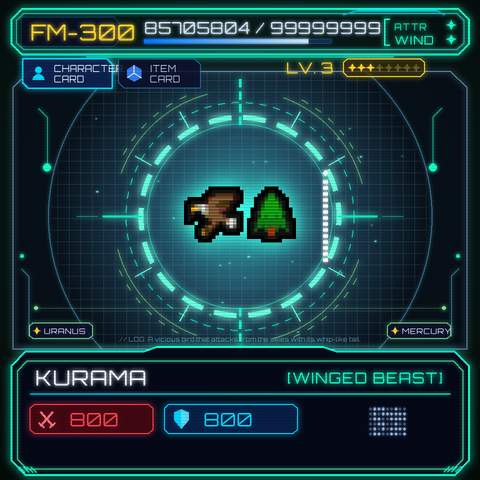 FM-300
85705804 / 99999999
ATTR
WIND
CHARACTER
CARD
ITEM
CARD
LV. 3
URANUS
MERCURY
// LOG: A vicious bird that attacks from the skies with its whip-like tail.
KURAMA
[WINGED BEAST]
800
800